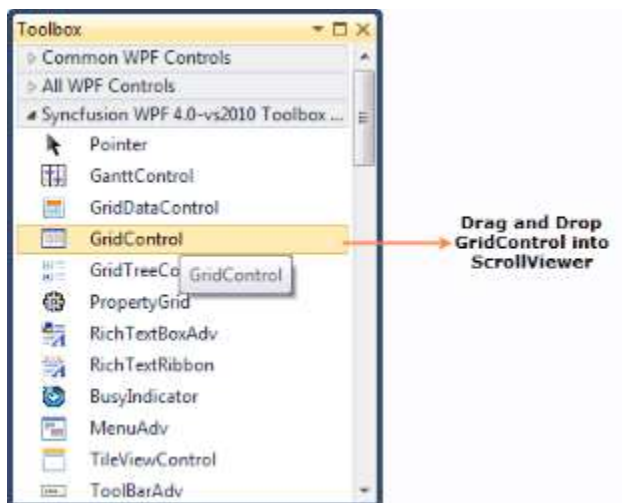 Toolbox
Common WPF Controls
All WPF Controls
Syncfusion WPF 4.0-vs2010 Toolbox ...
Pointer
GanttControl
GridDataControl
GridControl
GridTreeCo
GridControl
PropertyGrid
RichTextBoxAdv
RichTextRibbon
BusyIndicator
MenuAdv
TileViewControl
ToolBarAdv
Drag and Drop
GridControl into
ScrollViewer